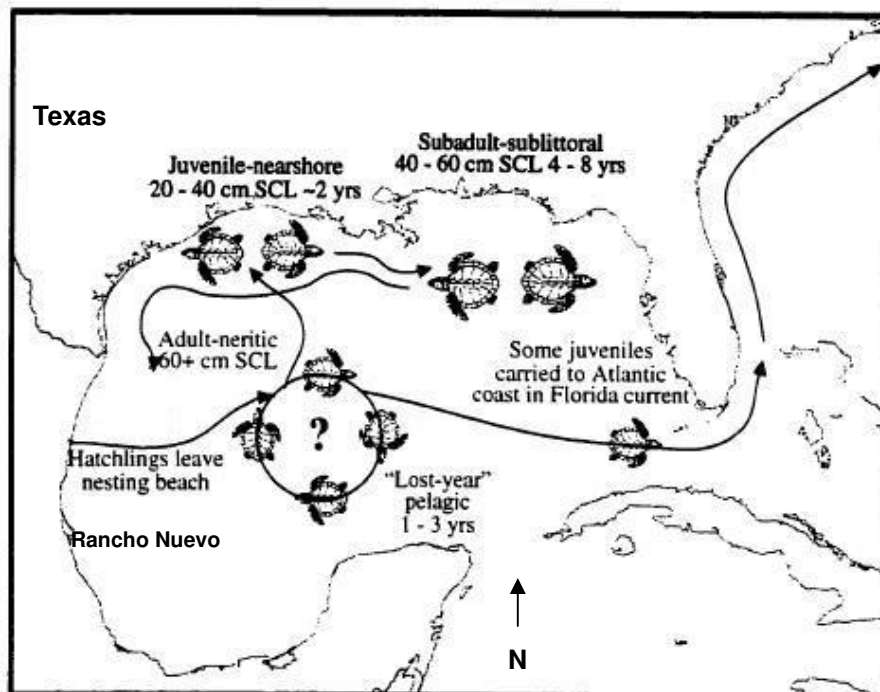 Texas
Juvenile-nearshore
20 - 40 cm SCL ~2 yrs
Subadult-sublittoral
40 - 60 cm SCL 4 - 8 yrs
Adult-neritic
60+ cm SCL
Some juveniles
carried to Atlantic
coast in Florida current
?
Hatchlings leave
nesting beach
"Lost-year"
pelagic
1 - 3 yrs
Rancho Nuevo
N